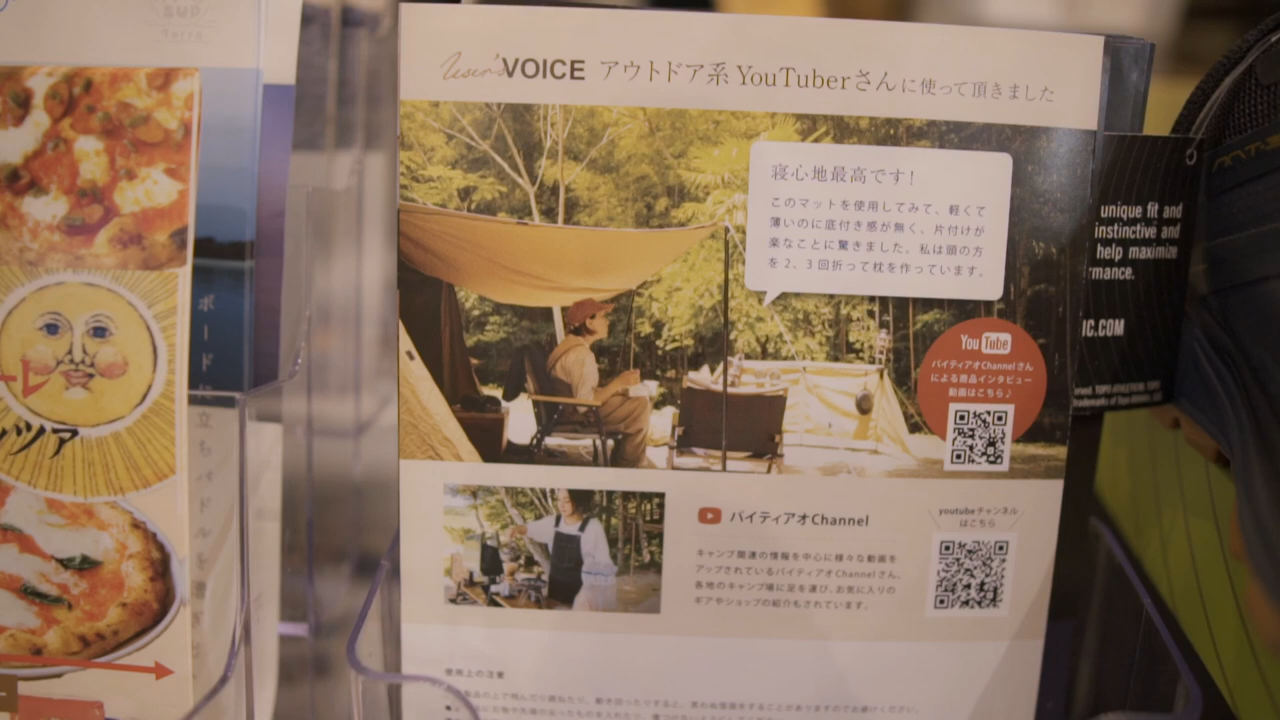 User's VOICE アウトドア系 YouTuberさんに使って頂きました
寝心地最高です!
このマットを使用してみて、軽くて
薄いのに底付き感が無く、片付けが
楽なことに驚きました。私は頭の方
を2、3回折って枕を作っています。
YouTube
バイティアオChannelさん
による商品インタビュー
動画はこちら♪
バイティアオChannel
キャンプ関連の情報を中心に様々な動画を
アップされているバイティアオChannelさん。
各地のキャンプ場に足を運び、お気に入りの
ギアやショップの紹介もされています。
youtubeチャンネル
はこちら
使用上の注意
unique fit and
instinctive and
help maximize
rmance.
IC.COM
SUP
Terra
ボードに立ちパドルを
ッツァ